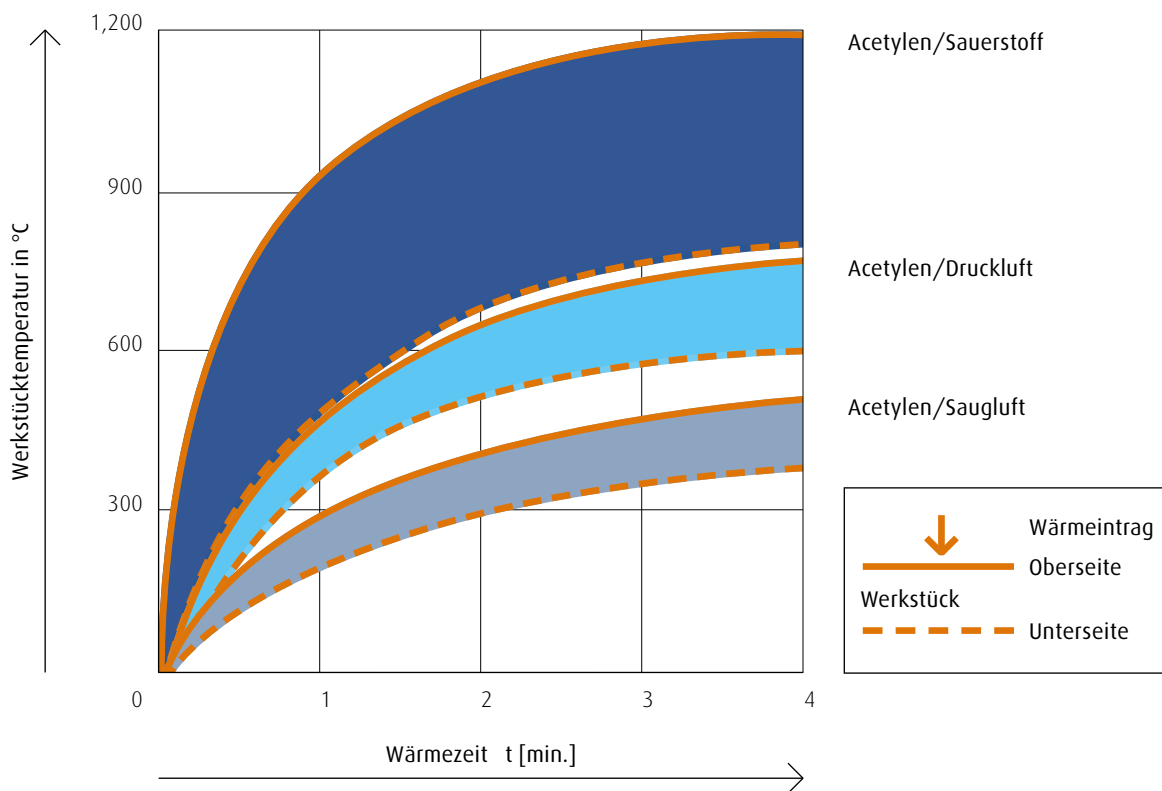 1,200
900
600
300
0
1
2
3
4
Werkstücktemperatur in °C
Wärmezeit t [min.]
Acetylen/Sauerstoff
Acetylen/Druckluft
Acetylen/Saugluft
Wärmeeintrag
Oberseite
Werkstück
Unterseite